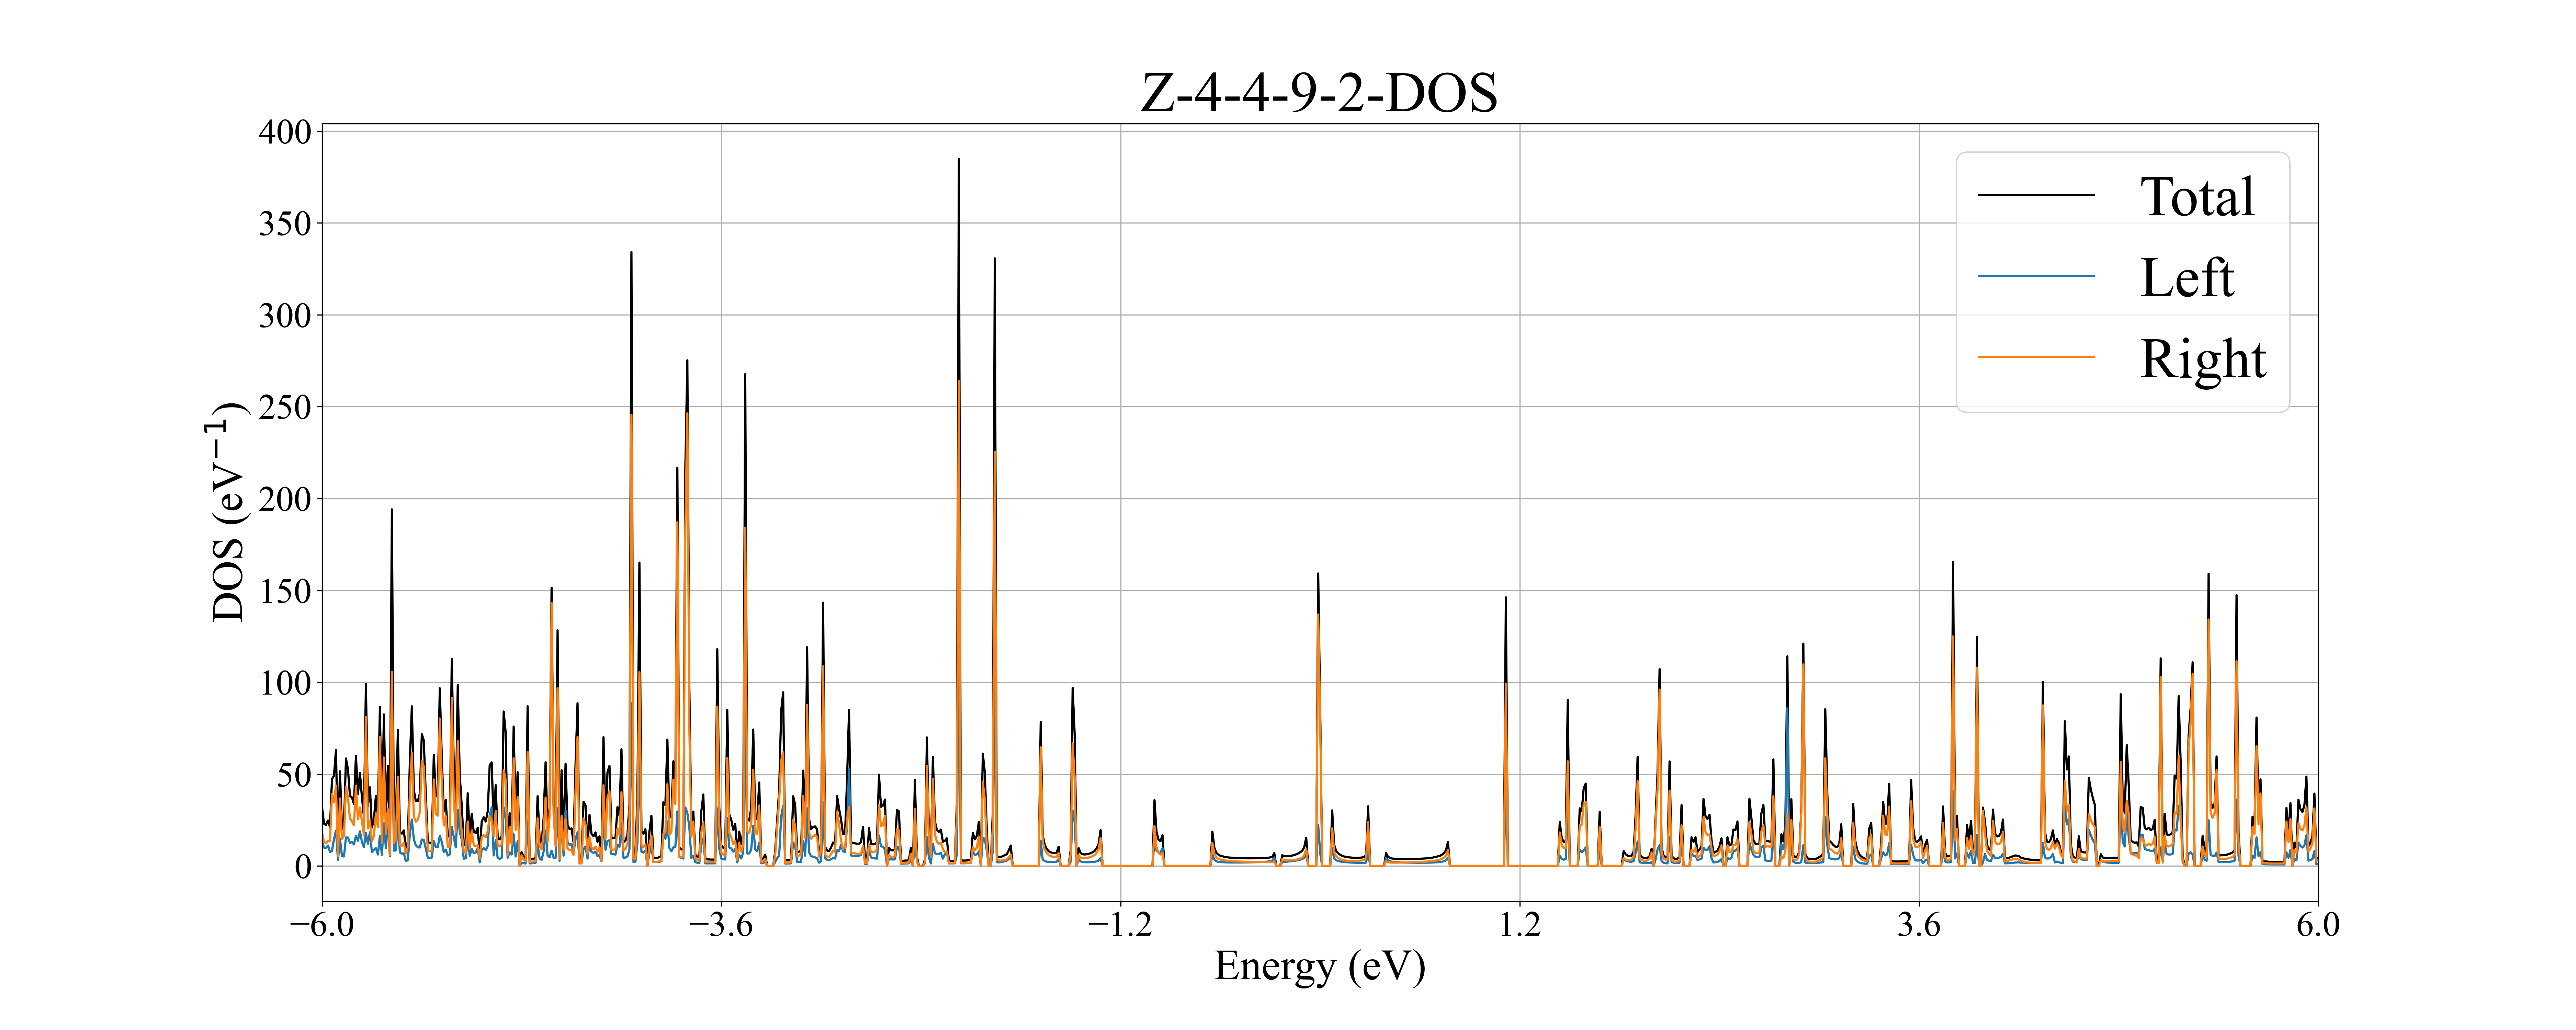 Z-4-4-9-2-DOS
400
350
300
250
200
150
100
50
0
DOS (eV⁻¹)
−6.0
−3.6
−1.2
1.2
3.6
6.0
Energy (eV)
Total
Left
Right